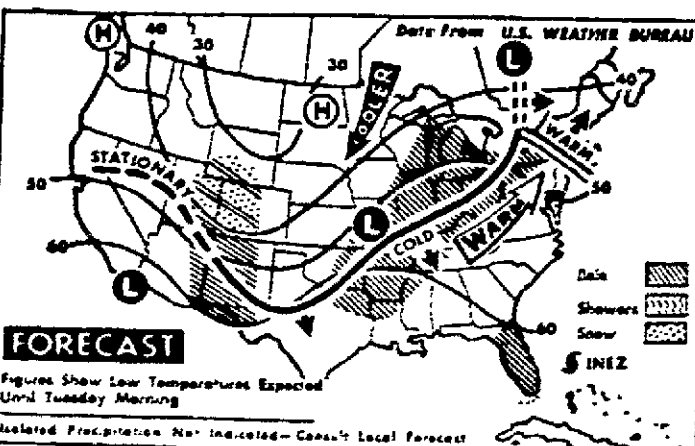 Data From U.S. WEATHER BUREAU
H
40
30
30
L
40
H
COOLER
WARM
STATIONARY
50
50
L
COLD
WARM
60
L
Rain
Showers
Snow
60
INEZ
FORECAST
Figures Show Low Temperatures Expected
Until Tuesday Morning
Isolated Precipitation Not Indicated—Consult Local Forecast